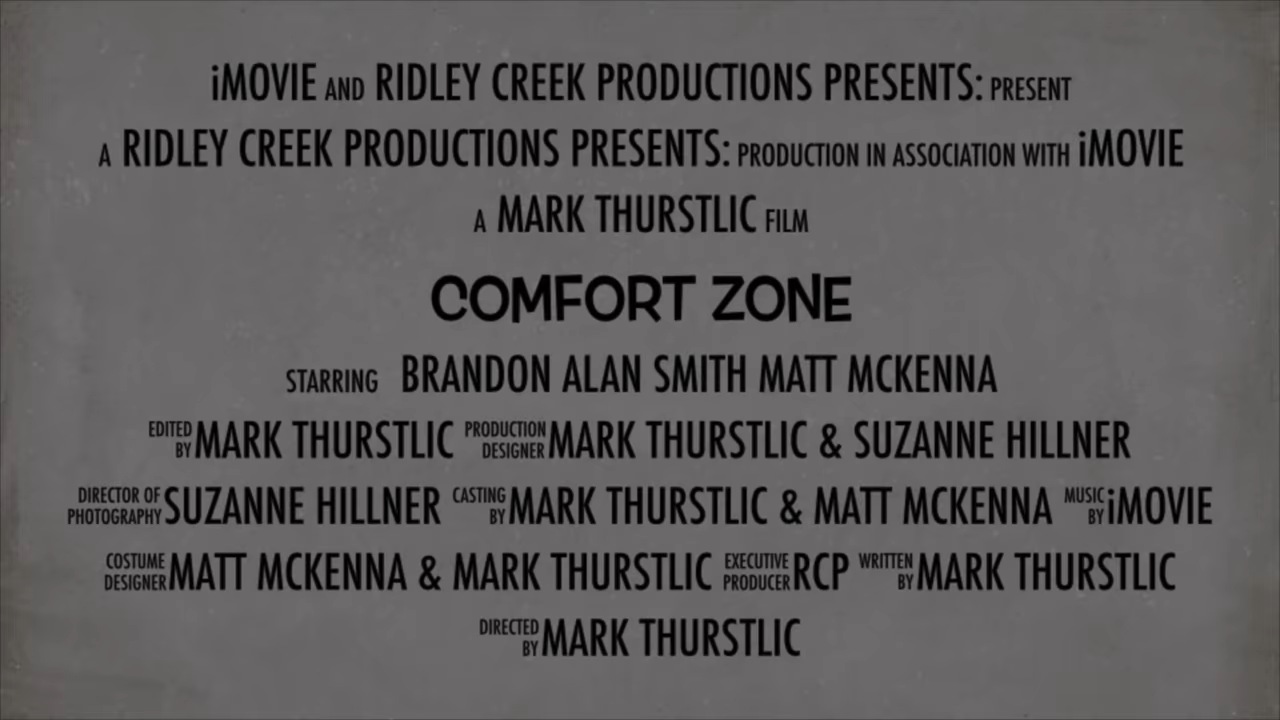 iMOVIE AND RIDLEY CREEK PRODUCTIONS PRESENTS: PRESENT
A RIDLEY CREEK PRODUCTIONS PRESENTS: PRODUCTION IN ASSOCIATION WITH iMOVIE
A MARK THURSTLIC FILM
COMFORT ZONE
STARRING BRANDON ALAN SMITH MATT MCKENNA
EDITED BY MARK THURSTLIC PRODUCTION DESIGNER MARK THURSTLIC & SUZANNE HILLNER
DIRECTOR OF PHOTOGRAPHY SUZANNE HILLNER CASTING BY MARK THURSTLIC & MATT MCKENNA MUSIC BY iMOVIE
COSTUME DESIGNER MATT MCKENNA & MARK THURSTLIC EXECUTIVE PRODUCER RCP WRITTEN BY MARK THURSTLIC
DIRECTED BY MARK THURSTLIC